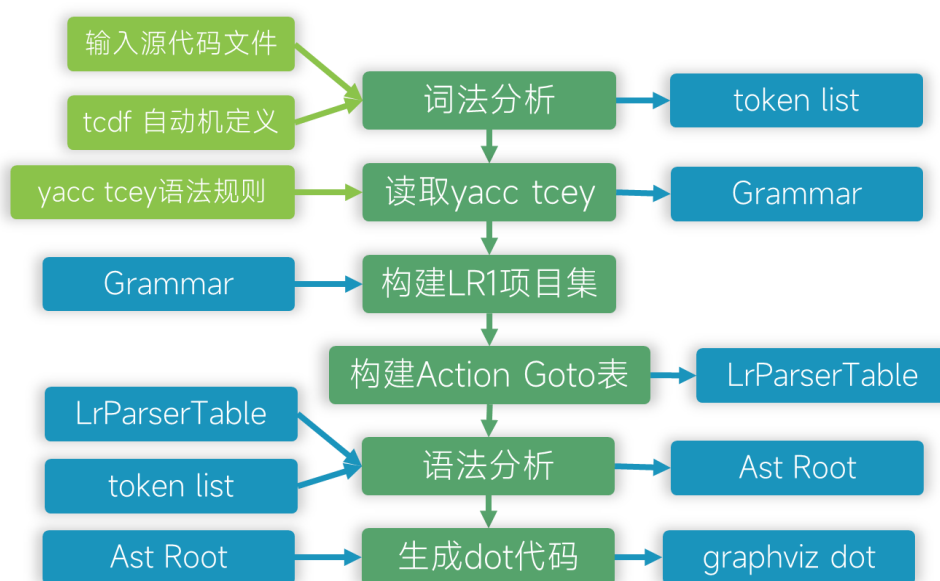 输入源代码文件
tcdf 自动机定义
词法分析
token list
yacc tcey语法规则
读取yacc tcey
Grammar
Grammar
构建LR1项目集
构建Action Goto表
LrParserTable
LrParserTable
token list
语法分析
Ast Root
Ast Root
生成dot代码
graphviz dot